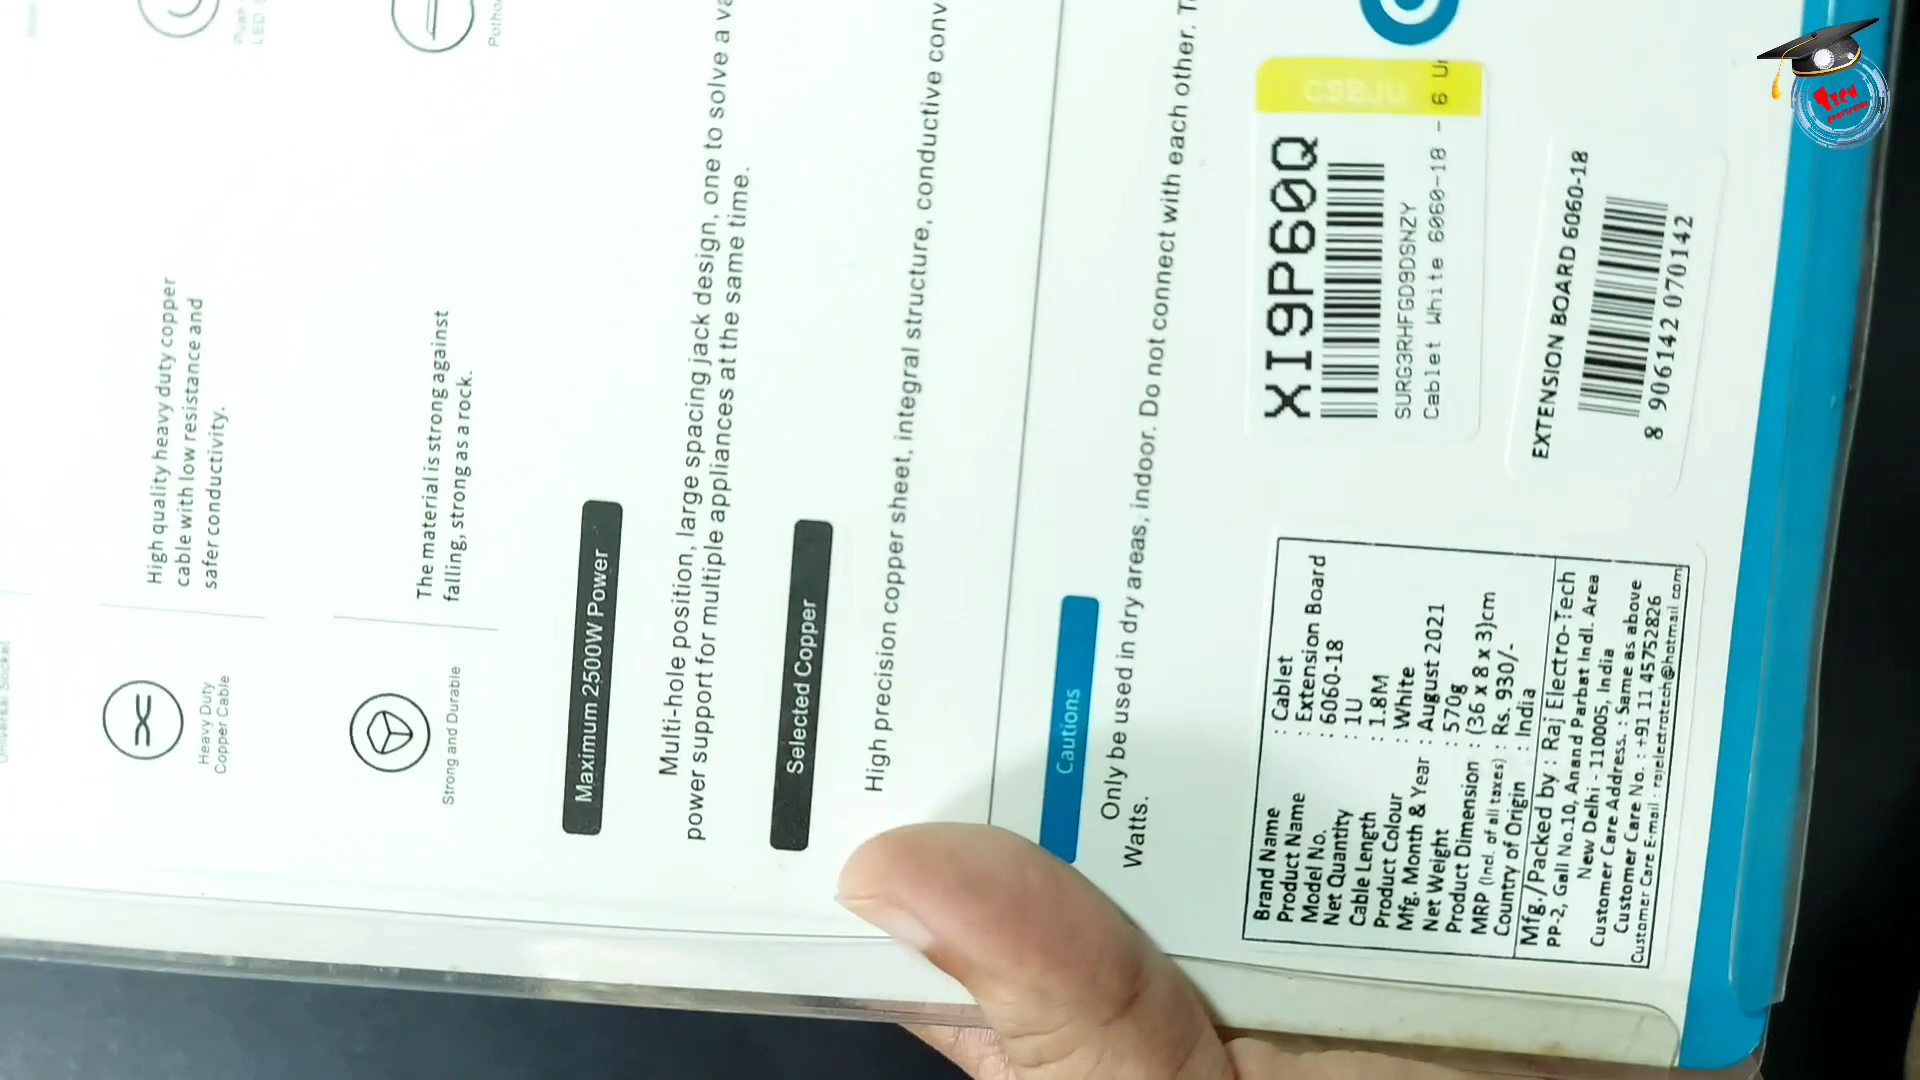 High quality heavy duty copper
cable with low resistance and
safer conductivity.
Heavy Duty
Copper Cable
The material is strong against
falling, strong as a rock.
Strong and Durable
Maximum 2500W Power
Multi-hole position, large spacing jack design, one to solve a
power support for multiple appliances at the same time.
Selected Copper
High precision copper sheet, integral structure, conductive
Cautions
Only be used in dry areas, indoor. Do not connect with each other.
Watts.
CSBJU
XI9P60Q
SURG3RHFGD9DSNZY
Cablet White 6060-18 - 6
EXTENSION BOARD 6060-18
8 906142 070142
Brand Name : Cablet
Product Name : Extension Board
Model No. : 6060-18
Net Quantity : 1U
Cable Length : 1.8M
Product Colour : White
Mfg. Month & Year : August 2021
Net Weight : 570g
Product Dimension : (36 x 8 x 3)cm
MRP (Incl. of all taxes) : Rs. 930/-
Country of Origin : India
Mfg./Packed by : Raj Electro-Tech
PP-2, Gali No.10, Anand Parbat Indl. Area
New Delhi - 110005, India
Customer Care Address. : Same as above
Customer Care No. : +91 11 45752826
Customer Care E-mail : rajelectrotech@hotmail.com